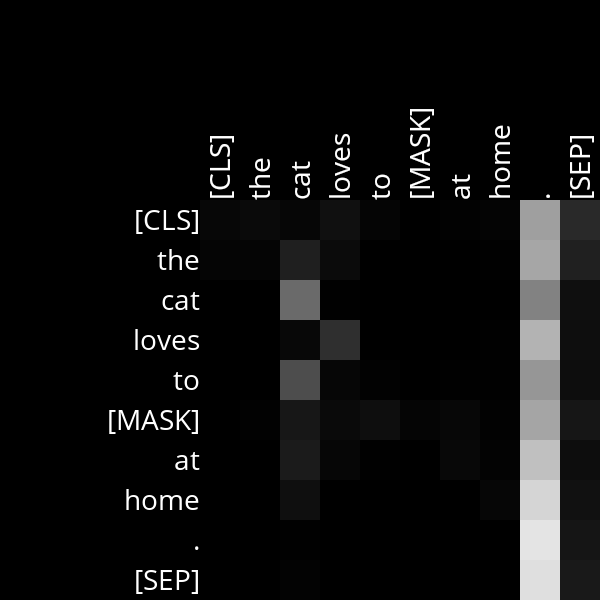 [CLS] the cat loves to [MASK] at home . [SEP]
[CLS]
the
cat
loves
to
[MASK]
at
home
.
[SEP]